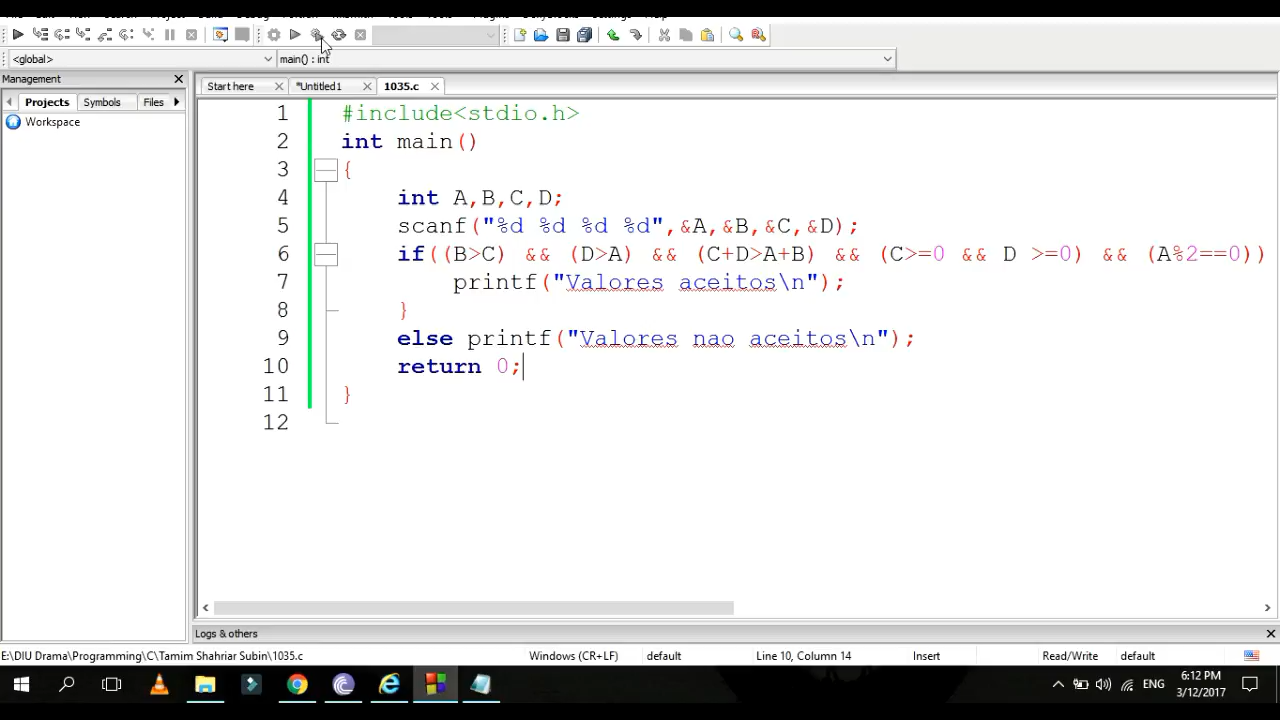 <global>
main() : int
Management
Start here
*Untitled1
1035.c
Projects
Symbols
Files
Workspace
1 #include<stdio.h>
2 int main()
3 {
4 int A,B,C,D;
5 scanf("%d %d %d %d",&A,&B,&C,&D);
6 if((B>C) && (D>A) && (C+D>A+B) && (C>=0 && D >=0) && (A%2==0))
7 printf("Valores aceitos\n");
8 }
9 else printf("Valores nao aceitos\n");
10 return 0;
11 }
12
Logs & others
E:\DIU Drama\Programming\C\Tamim Shahriar Subin\1035.c Windows (CR+LF) default Line 10, Column 14 Insert Read/Write default
ENG
6:12 PM
3/12/2017